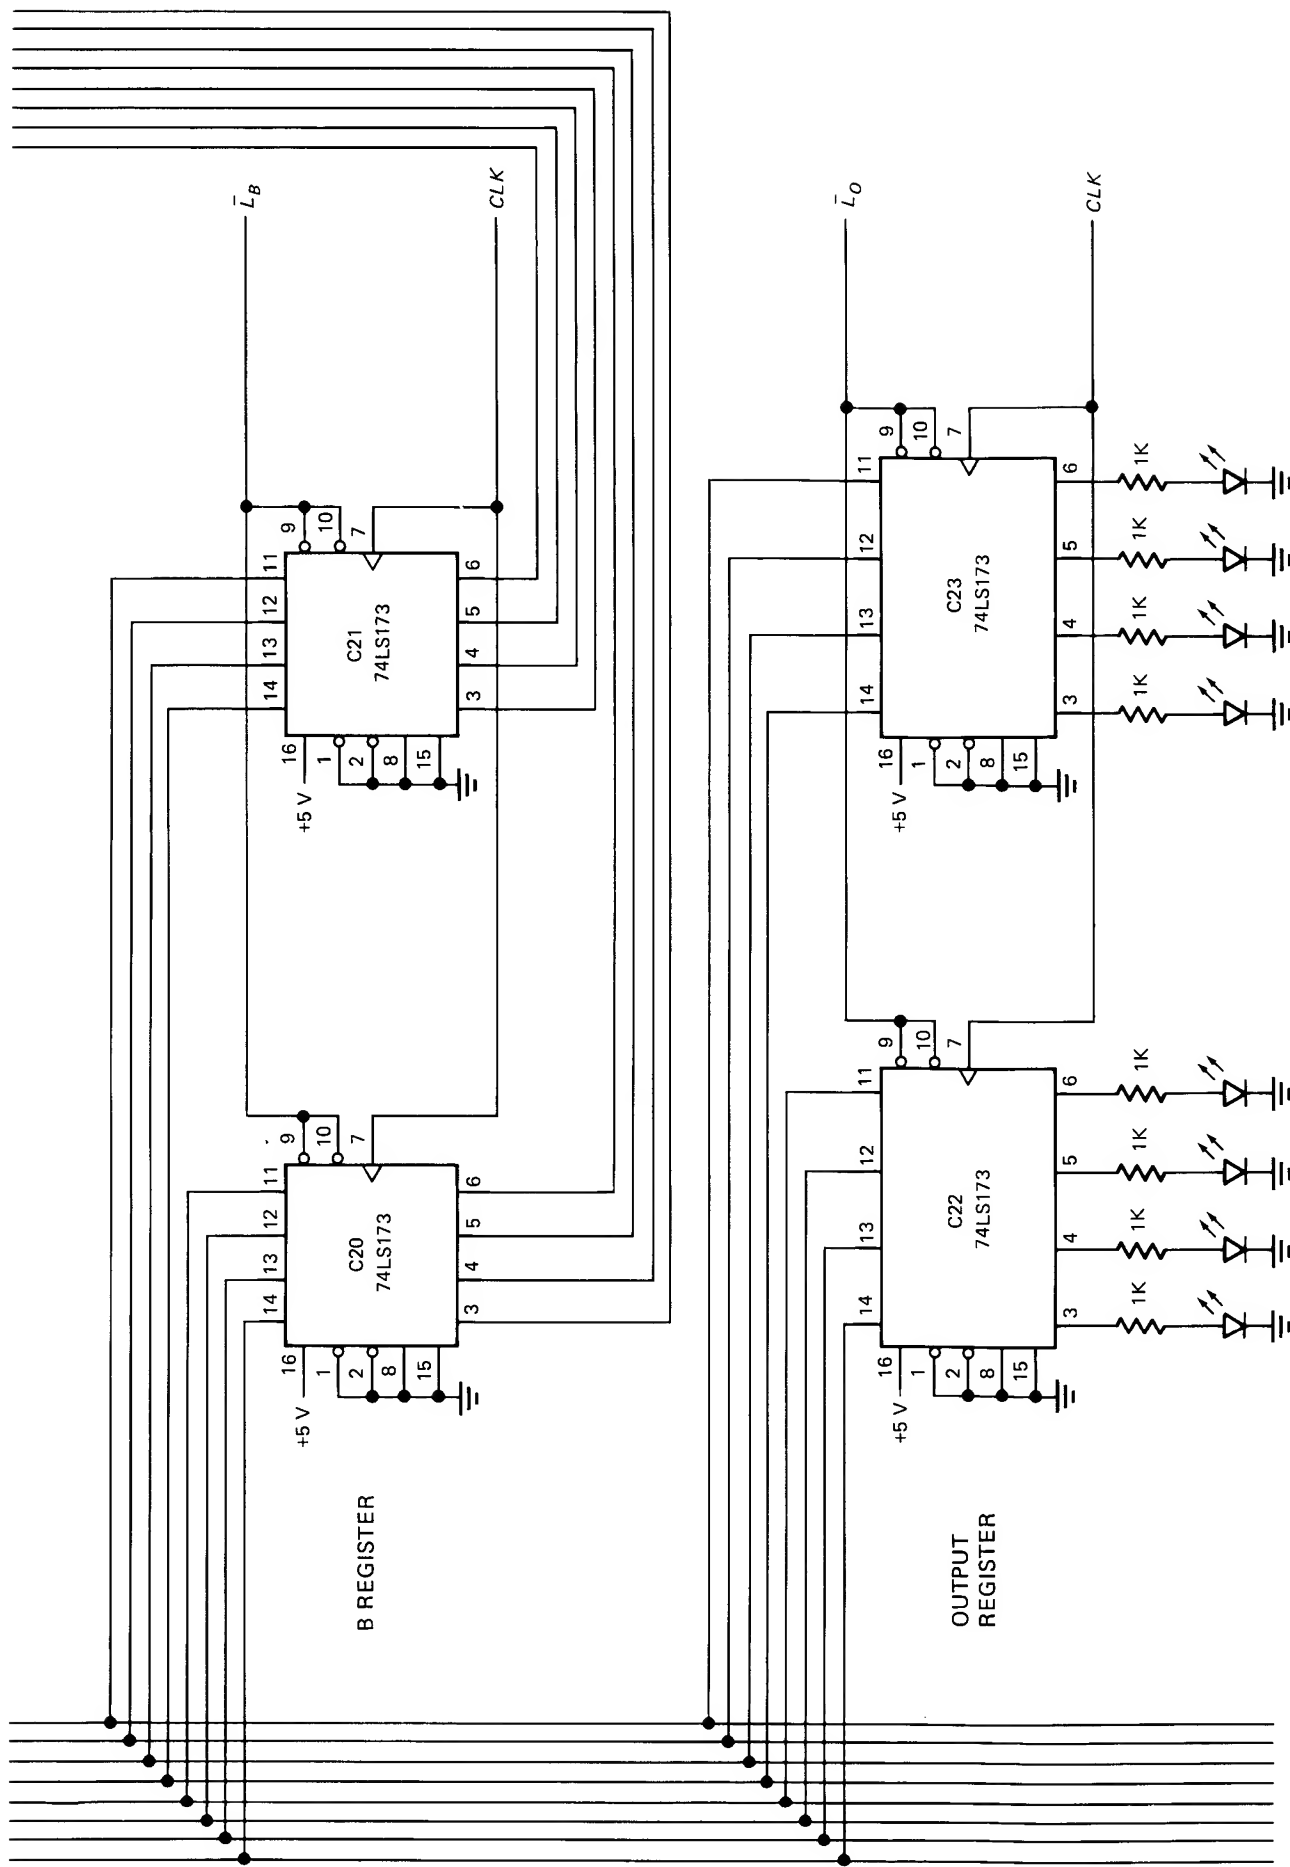 L̄B
14 13 12 11 14 13 12 11
16 9 16 9
+5 V +5 V
1 10 1 10
B REGISTER 2 C20 7 2 C21 7
8 74LS173 8 74LS173
15 15
3 4 5 6 3 4 5 6
CLK
L̄O
14 13 12 11 14 13 12 11
16 9 16 9
+5 V +5 V
1 10 1 10
OUTPUT
REGISTER
2 C22 7 2 C23 7
8 74LS173 8 74LS173
15 15
3 4 5 6 3 4 5 6
CLK
1K 1K 1K 1K 1K 1K 1K 1K